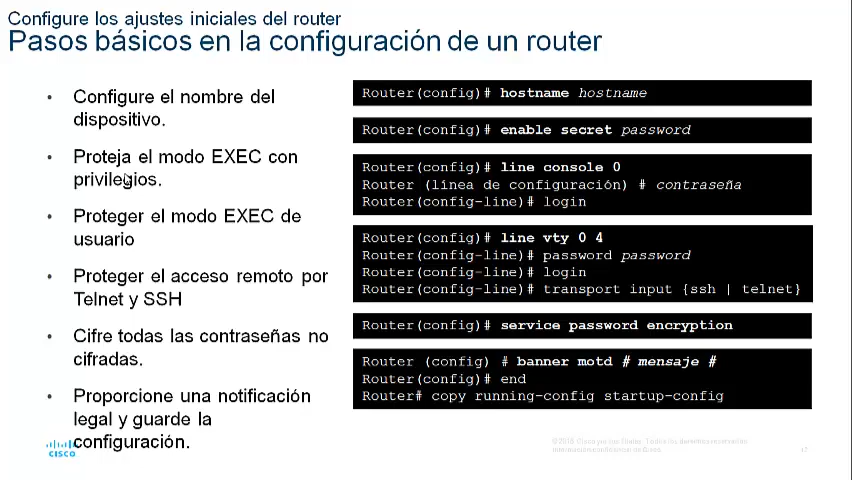 Configure los ajustes iniciales del router
Pasos básicos en la configuración de un router
• Configure el nombre del
dispositivo.
• Proteja el modo EXEC con
privilegios.
• Proteger el modo EXEC de
usuario
• Proteger el acceso remoto por
Telnet y SSH
• Cifre todas las contraseñas no
cifradas.
• Proporcione una notificación
legal y guarde la
configuración.
Router(config)# hostname hostname
Router(config)# enable secret password
Router(config)# line console 0
Router (línea de configuración) # contraseña
Router(config-line)# login
Router(config)# line vty 0 4
Router(config-line)# password password
Router(config-line)# login
Router(config-line)# transport input {ssh | telnet}
Router(config)# service password encryption
Router (config) # banner motd # mensaje #
Router(config)# end
Router# copy running-config startup-config
CISCO